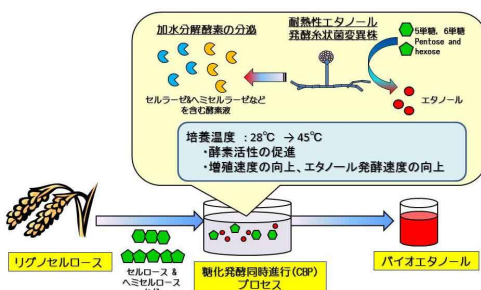 加水分解酵素の分泌
耐熱性エタノール
発酵糸状菌変異株
5単糖, 6単糖
Pentose and
hexose
セルラーゼ&ヘミセルラーゼなど
を含む酵素液
エタノール
培養温度 :28℃ →45℃
・酵素活性の促進
・増殖速度の向上、エタノール発酵速度の向上
リグノセルロース
セルロース &
ヘミセルロース
糖化発酵同時進行(CBP)
プロセス
バイオエタノール